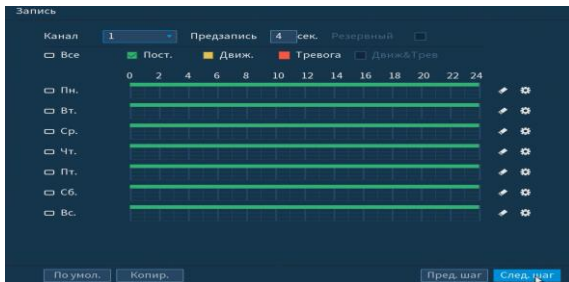 Запись
Канал 1 Предзапись 4 сек. Резервный
Все Пост. Движ. Тревога Движ&Трев
0 2 4 6 8 10 12 14 16 18 20 22 24
Пн.
Вт.
Ср.
Чт.
Пт.
Сб.
Вс.
По умол. Копир. Пред. шаг След. шаг